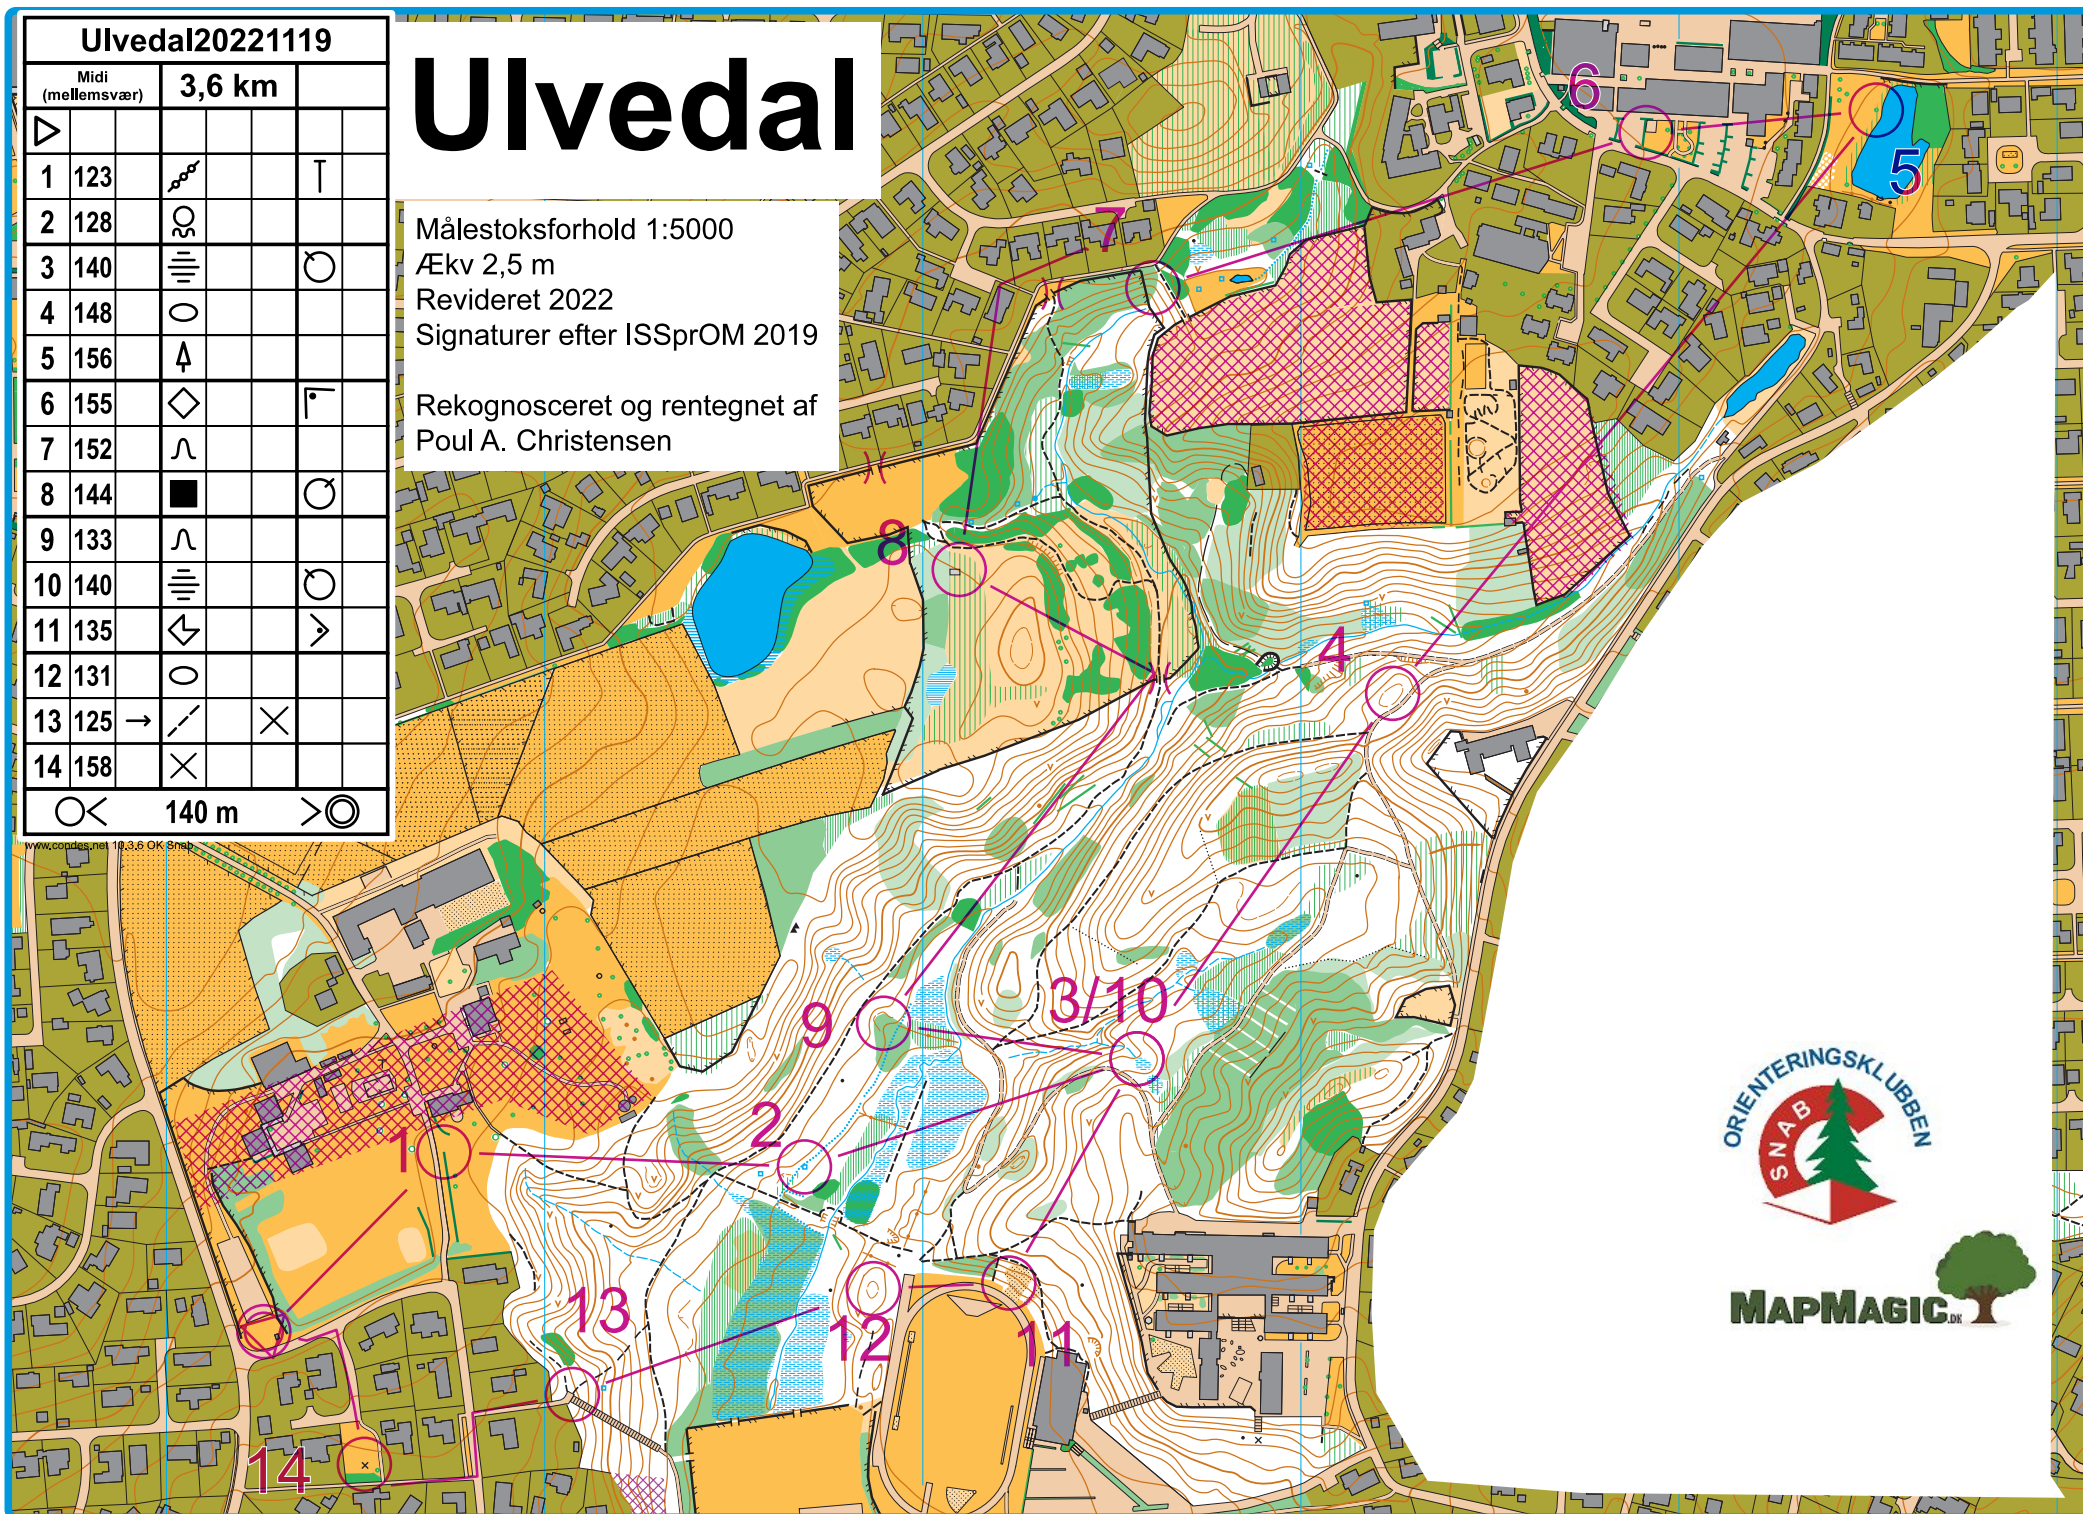 Ulvedal20221119
Midi
(mellemsvær)
3,6 km
1 123
2 128
3 140
4 148
5 156
6 155
7 152
8 144
9 133
10 140
11 135
12 131
13 125
14 158
140 m
www.condes.net 10.3.6 OK Snab
Ulvedal
Målestoksforhold 1:5000
Ækv 2,5 m
Revideret 2022
Signaturer efter ISSprOM 2019
Rekognosceret og rentegnet af
Poul A. Christensen
6
5
7
8
4
3/10
9
2
1
13
12
11
14
ORIENTERINGSKLUBBEN
SNAB
MAPMAGIC.DK